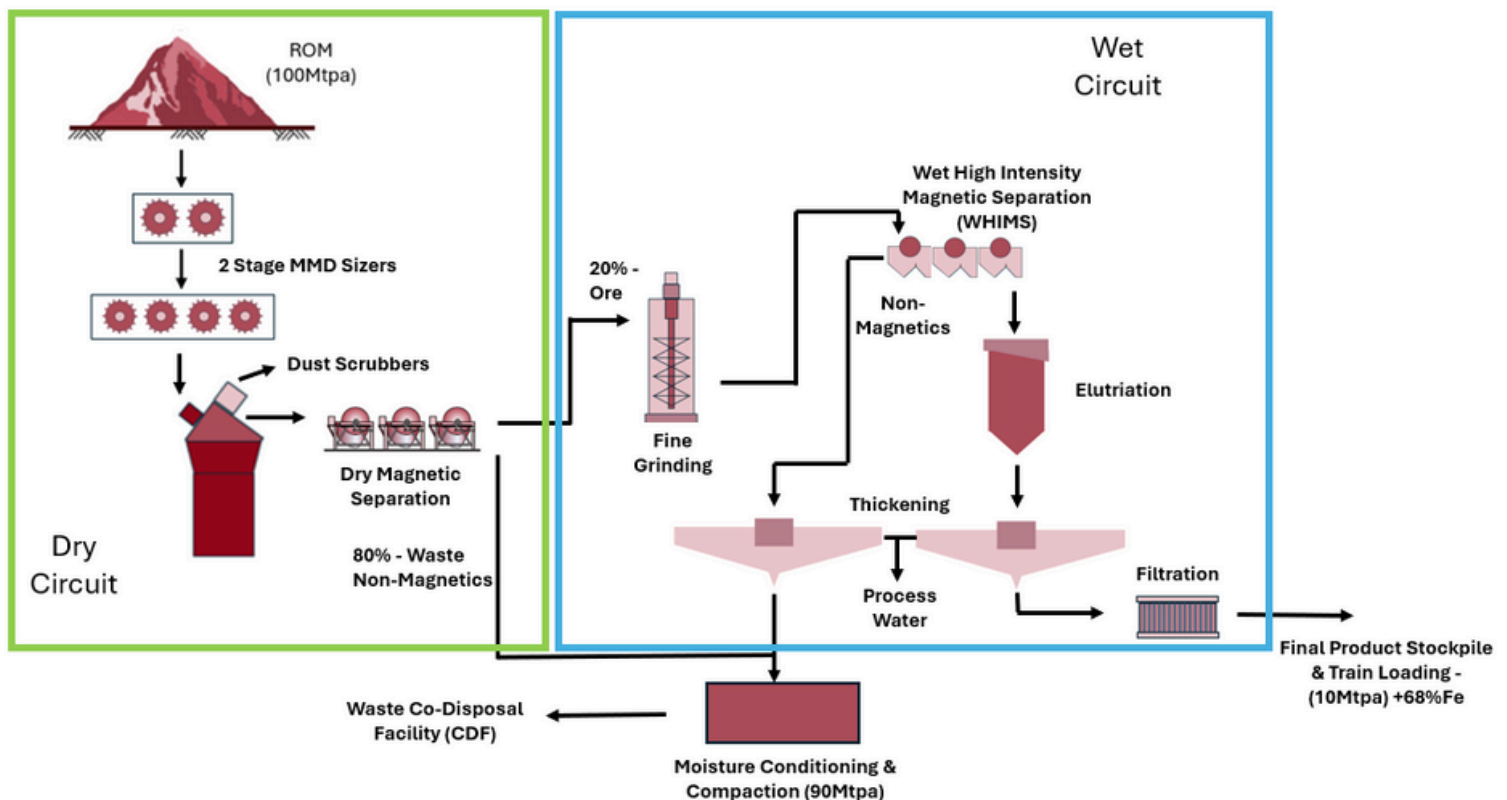 ROM
(100Mtpa)
2 Stage MMD Sizers
Dust Scrubbers
Dry Magnetic
Separation
80% - Waste
Non-Magnetics
Dry
Circuit
Wet
Circuit
20% -
Ore
Fine
Grinding
Wet High Intensity
Magnetic Separation
(WHIMS)
Non-
Magnetics
Elutriation
Thickening
Process
Water
Filtration
Final Product Stockpile
& Train Loading -
(10Mtpa) +68%Fe
Waste Co-Disposal
Facility (CDF)
Moisture Conditioning &
Compaction (90Mtpa)